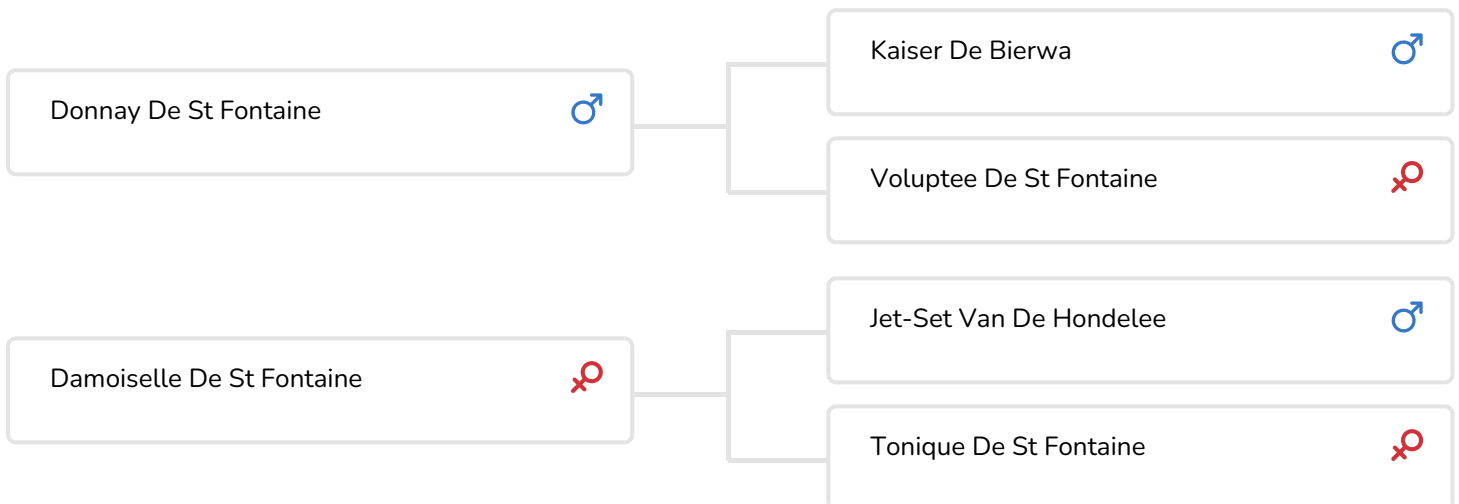 Donnay De St Fontaine
Kaiser De Bierwa
Voluptee De St Fontaine
Damoiselle De St Fontaine
Jet-Set Van De Hondelee
Tonique De St Fontaine